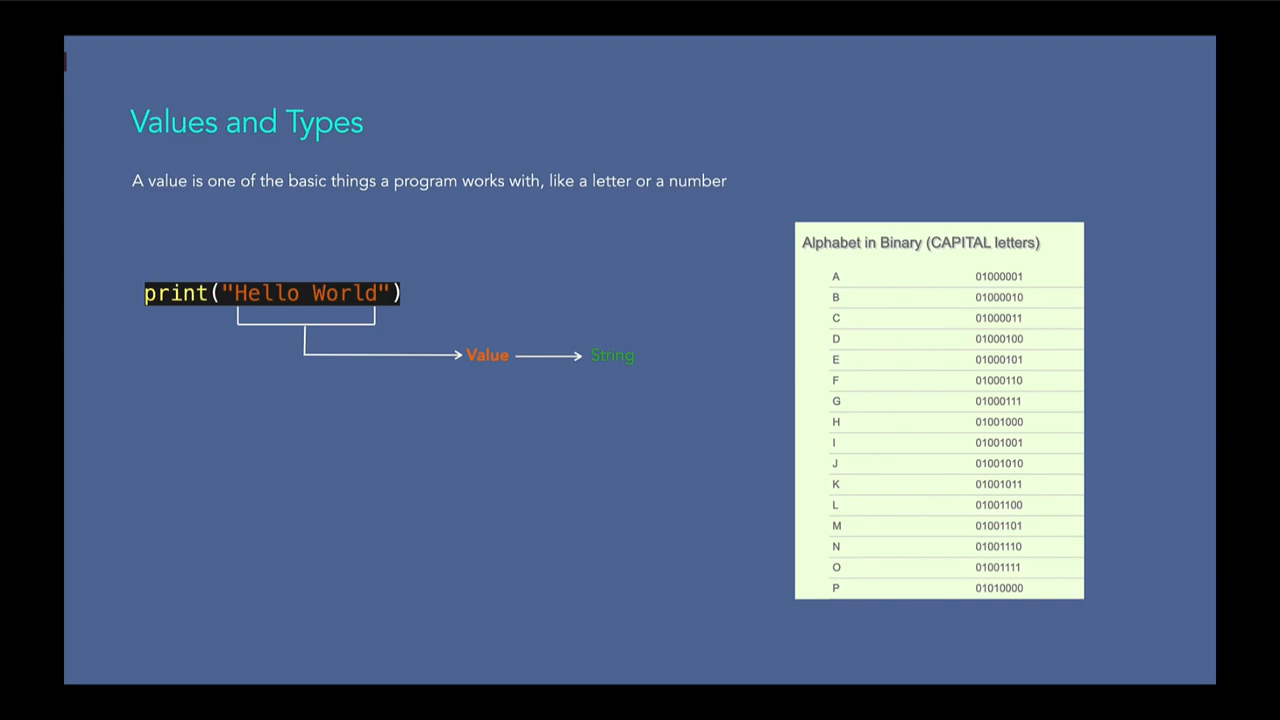 Values and Types
A value is one of the basic things a program works with, like a letter or a number
print("Hello World")
Value
String
Alphabet in Binary (CAPITAL letters)
A 01000001
B 01000010
C 01000011
D 01000100
E 01000101
F 01000110
G 01000111
H 01001000
I 01001001
J 01001010
K 01001011
L 01001100
M 01001101
N 01001110
O 01001111
P 01010000